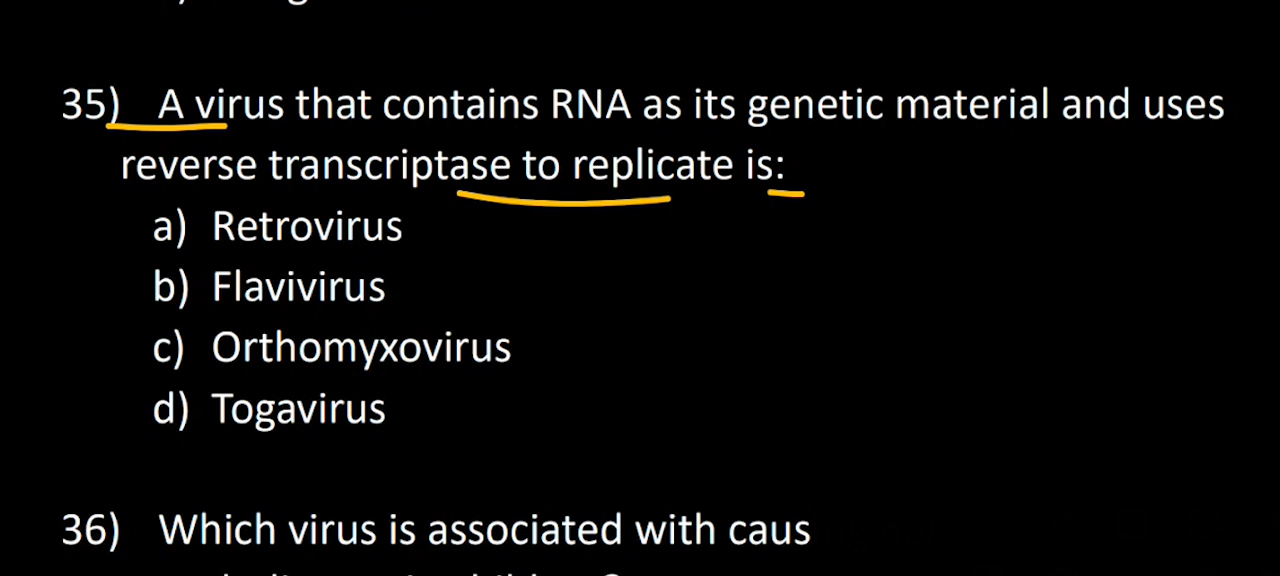 35) A virus that contains RNA as its genetic material and uses
reverse transcriptase to replicate is:
a) Retrovirus
b) Flavivirus
c) Orthomyxovirus
d) Togavirus
36) Which virus is associated with caus